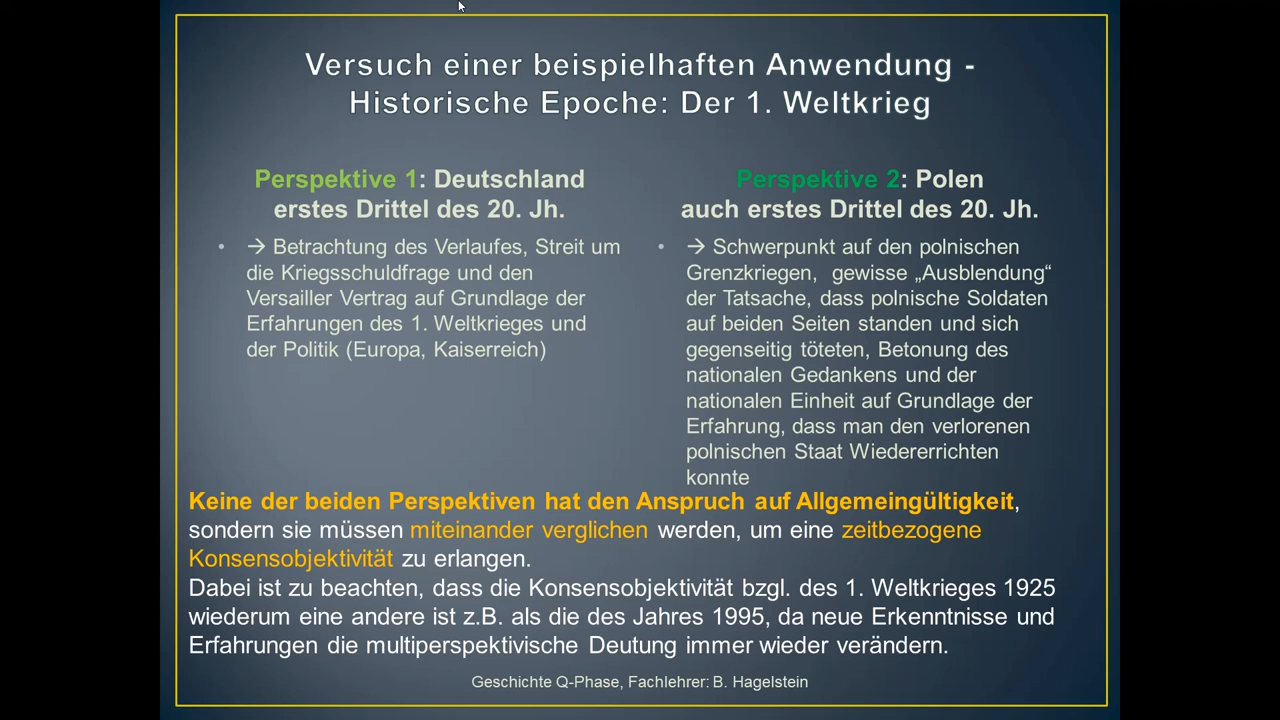 Versuch einer beispielhaften Anwendung -
Historische Epoche: Der 1. Weltkrieg
Perspektive 1: Deutschland
erstes Drittel des 20. Jh.
• → Betrachtung des Verlaufes, Streit um
die Kriegsschuldfrage und den
Versailler Vertrag auf Grundlage der
Erfahrungen des 1. Weltkrieges und
der Politik (Europa, Kaiserreich)
Perspektive 2: Polen
auch erstes Drittel des 20. Jh.
• → Schwerpunkt auf den polnischen
Grenzkriegen, gewisse „Ausblendung“
der Tatsache, dass polnische Soldaten
auf beiden Seiten standen und sich
gegenseitig töteten, Betonung des
nationalen Gedankens und der
nationalen Einheit auf Grundlage der
Erfahrung, dass man den verlorenen
polnischen Staat Wiedererrichten
konnte
Keine der beiden Perspektiven hat den Anspruch auf Allgemeingültigkeit,
sondern sie müssen miteinander verglichen werden, um eine zeitbezogene
Konsensobjektivität zu erlangen.
Dabei ist zu beachten, dass die Konsensobjektivität bzgl. des 1. Weltkrieges 1925
wiederum eine andere ist z.B. als die des Jahres 1995, da neue Erkenntnisse und
Erfahrungen die multiperspektivische Deutung immer wieder verändern.
Geschichte Q-Phase, Fachlehrer: B. Hagelstein